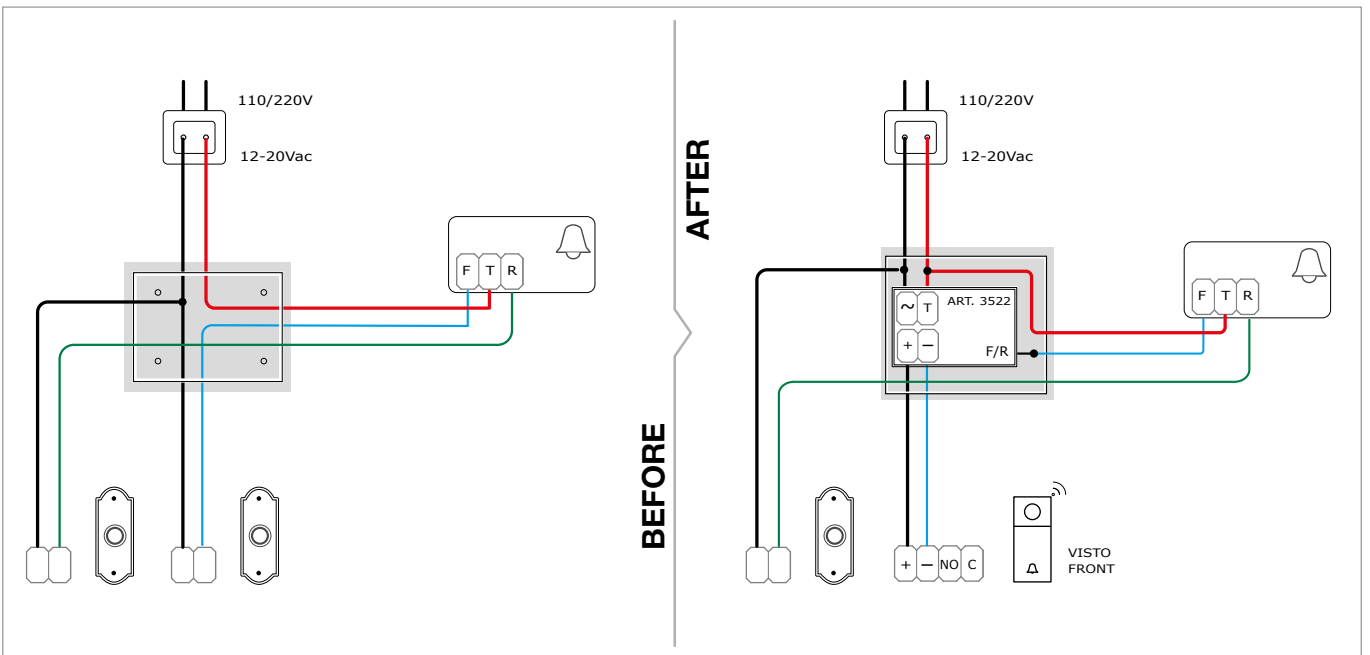 110/220V
12-20Vac
F T R
BEFORE
AFTER
110/220V
12-20Vac
ART. 3522
~ T
+ −
F/R
F T R
+ − NO C
VISTO
FRONT